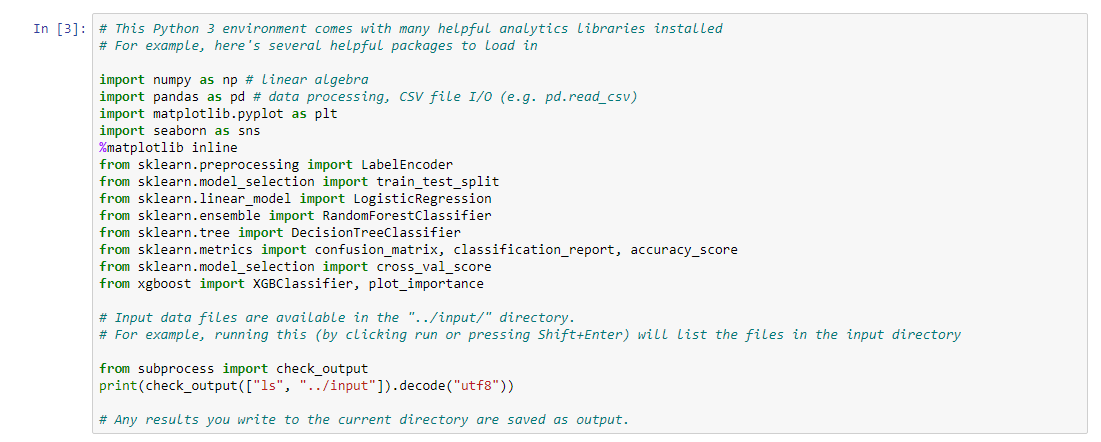 In [3]: # This Python 3 environment comes with many helpful analytics libraries installed
# For example, here's several helpful packages to load in
import numpy as np # linear algebra
import pandas as pd # data processing, CSV file I/O (e.g. pd.read_csv)
import matplotlib.pyplot as plt
import seaborn as sns
%matplotlib inline
from sklearn.preprocessing import LabelEncoder
from sklearn.model_selection import train_test_split
from sklearn.linear_model import LogisticRegression
from sklearn.ensemble import RandomForestClassifier
from sklearn.tree import DecisionTreeClassifier
from sklearn.metrics import confusion_matrix, classification_report, accuracy_score
from sklearn.model_selection import cross_val_score
from xgboost import XGBClassifier, plot_importance
# Input data files are available in the "../input/" directory.
# For example, running this (by clicking run or pressing Shift+Enter) will list the files in the input directory
from subprocess import check_output
print(check_output(["ls", "../input"]).decode("utf8"))
# Any results you write to the current directory are saved as output.